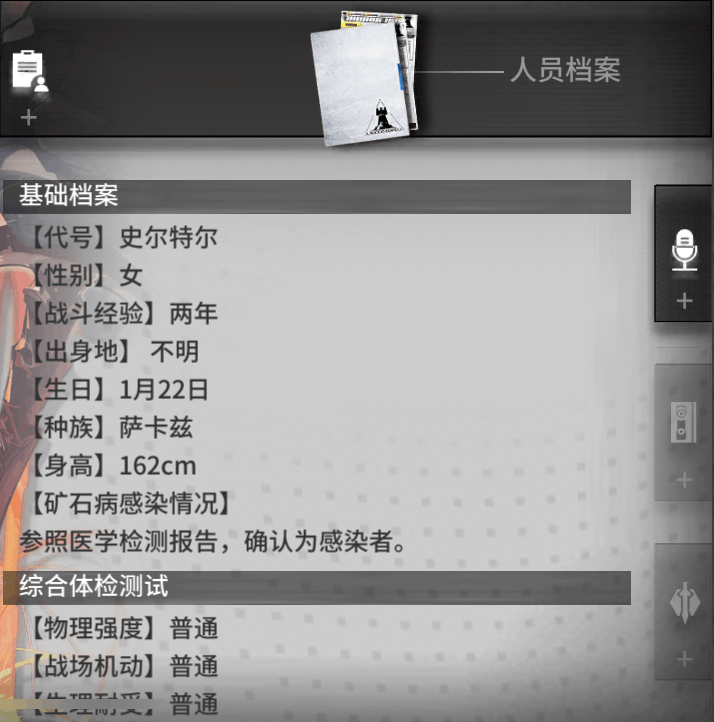 人员档案
基础档案
【代号】史尔特尔
【性别】女
【战斗经验】两年
【出身地】 不明
【生日】1月22日
【种族】萨卡兹
【身高】162cm
【矿石病感染情况】
参照医学检测报告，确认为感染者。
综合体检测试
【物理强度】普通
【战场机动】普通
【生理耐受】普通